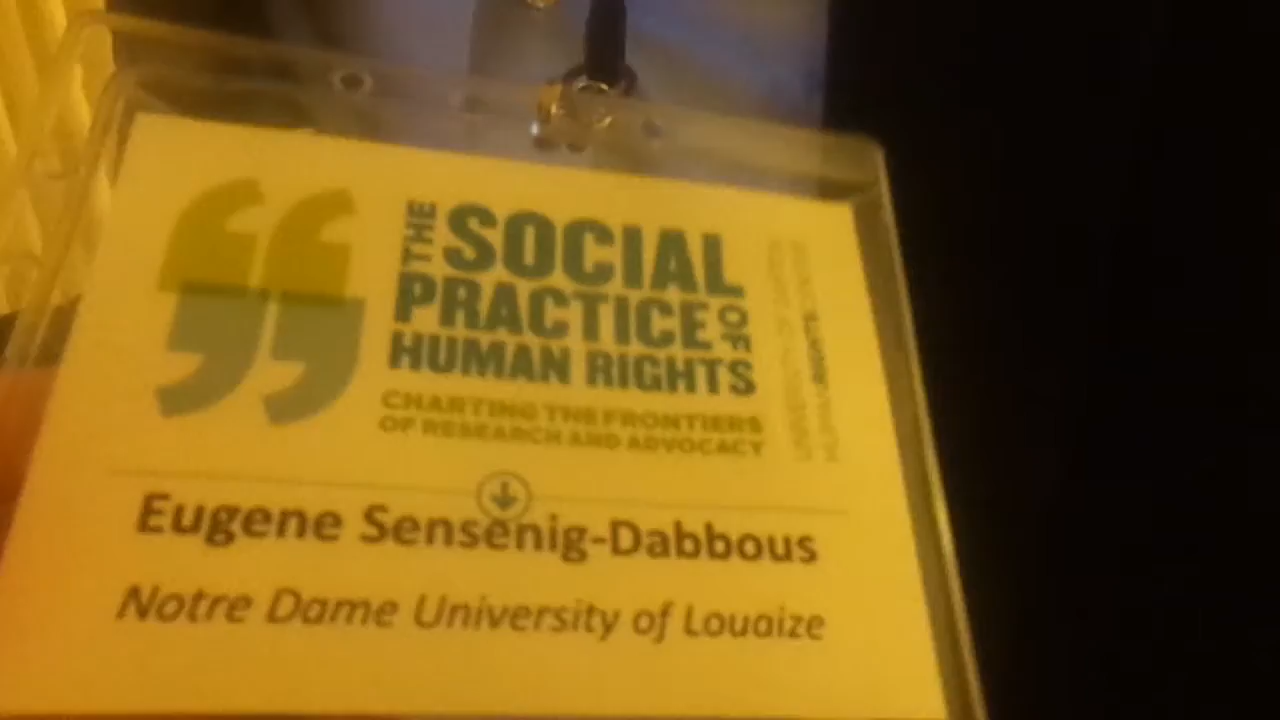 THE SOCIAL
PRACTICE OF
HUMAN RIGHTS
CHARTING THE FRONTIERS
OF RESEARCH AND ADVOCACY
Eugene Sensenig-Dabbous
Notre Dame University of Louaize